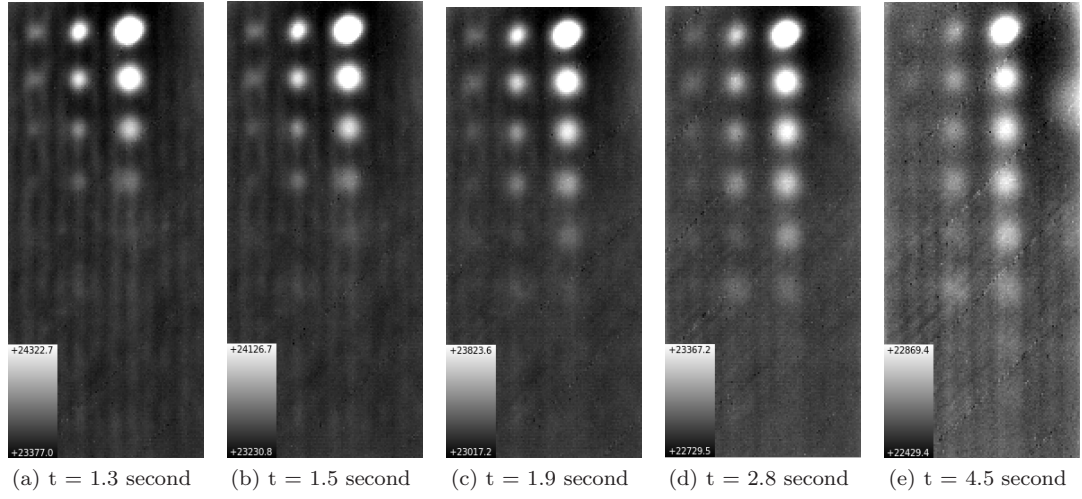 +24322.7 +24126.7 +23823.6 +23367.2 +22869.4
+23377.0 +23230.8 +23017.2 +22729.5 +22429.4
(a) t = 1.3 second (b) t = 1.5 second (c) t = 1.9 second (d) t = 2.8 second (e) t = 4.5 second